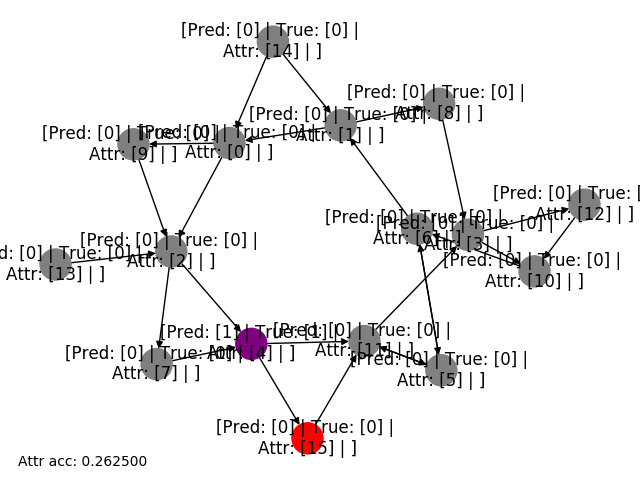 [Pred: [0] | True: [0] |
Attr: [14] | ]
[Pred: [0] | True: [0] |
Attr: [8] | ]
[Pred: [0] | True: [0] |
Attr: [1] | ]
[Pred: [0] | True: [0] |
Attr: [9] | ]
[Pred: [0] | True: [0] |
Attr: [0] | ]
[Pred: [0] | True: [
Attr: [12] | ]
[Pred: [0] | True: [0] |
Attr: [6] | ]
[Pred: [0] | True: [0] |
Attr: [3] | ]
[Pred: [0] | True: [0] |
Attr: [2] | ]
d: [0] | True: [0] |
Attr: [13] | ]
[Pred: [0] | True: [0] |
Attr: [10] | ]
[Pred: [1] | True: [1] |
Attr: [4] | ]
[Pred: [0] | True: [0] |
Attr: [11] | ]
[Pred: [0] | True: [0] |
Attr: [7] | ]
[Pred: [0] | True: [0] |
Attr: [5] | ]
[Pred: [0] | True: [0] |
Attr: [15] | ]
Attr acc: 0.262500